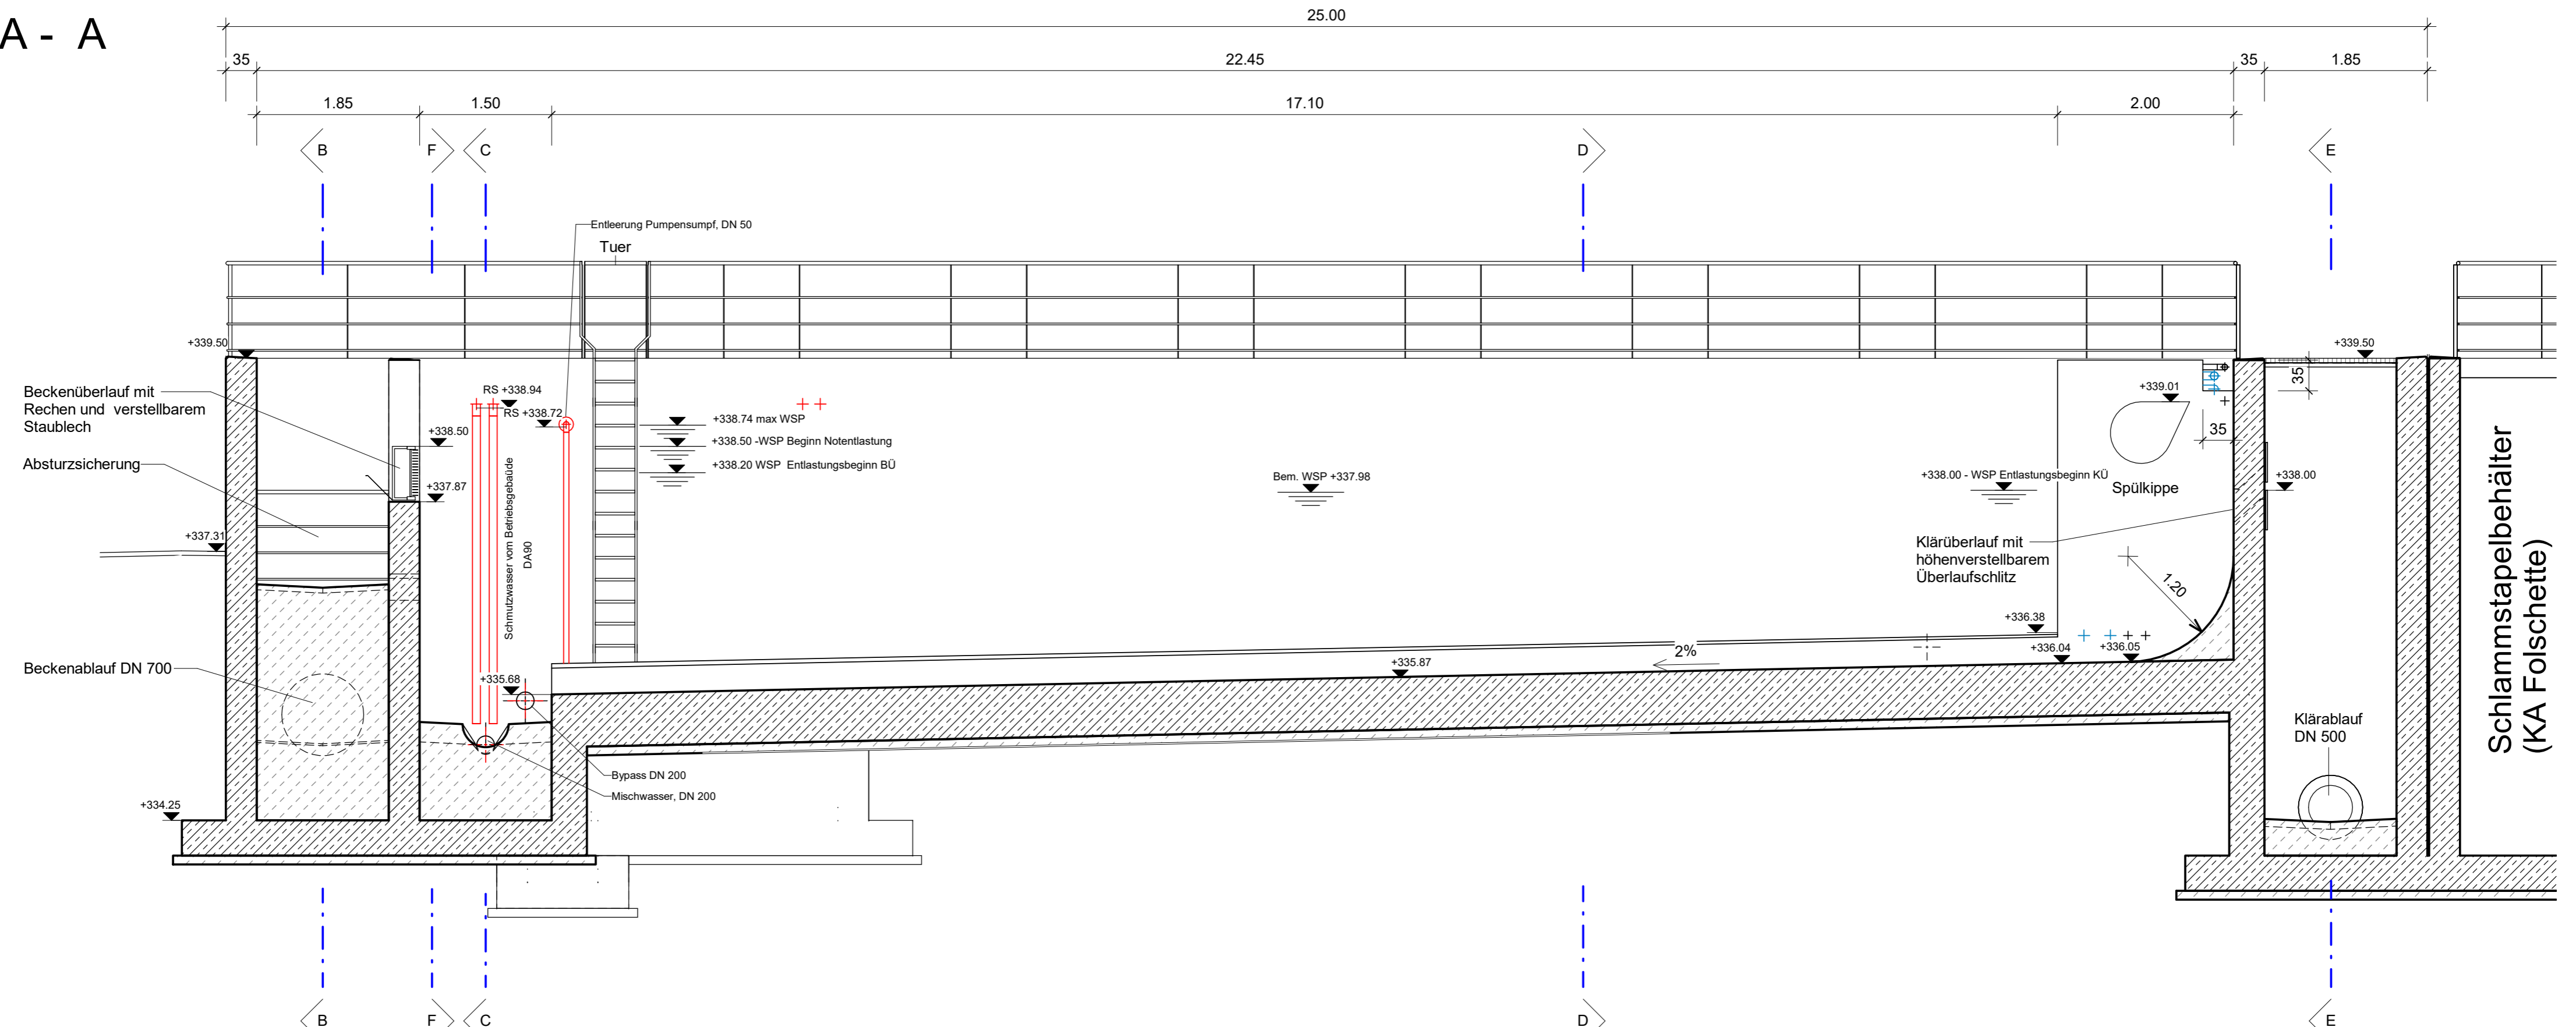 A - A
25.00
35
22.45
35
1.85
1.85
1.50
17.10
2.00
B
F
C
D
E
Entleerung Pumpensumpf, DN 50
Tuer
+339.50
+339.50
Beckenüberlauf mit
Rechen und verstellbarem
Staublech
RS +338.94
RS +338.72
+338.74 max WSP
+338.50
+338.50 -WSP Beginn Notentlastung
+338.20 WSP Entlastungsbeginn BÜ
Absturzsicherung
+337.87
Bem. WSP +337.98
+338.00 - WSP Entlastungsbeginn KÜ
+339.01
35
35
Spülkippe
+338.00
Schmutzwasser vom Betriebsgebäude
DA90
+337.31
Klärüberlauf mit
höhenverstellbarem
Überlaufschlitz
1.20
Schlammstapelbehälter
(KA Folschette)
+336.38
2%
+336.04
+336.05
+335.87
Beckenablauf DN 700
+335.68
Klärablauf
DN 500
Bypass DN 200
Mischwasser, DN 200
+334.25
B
F
C
D
E